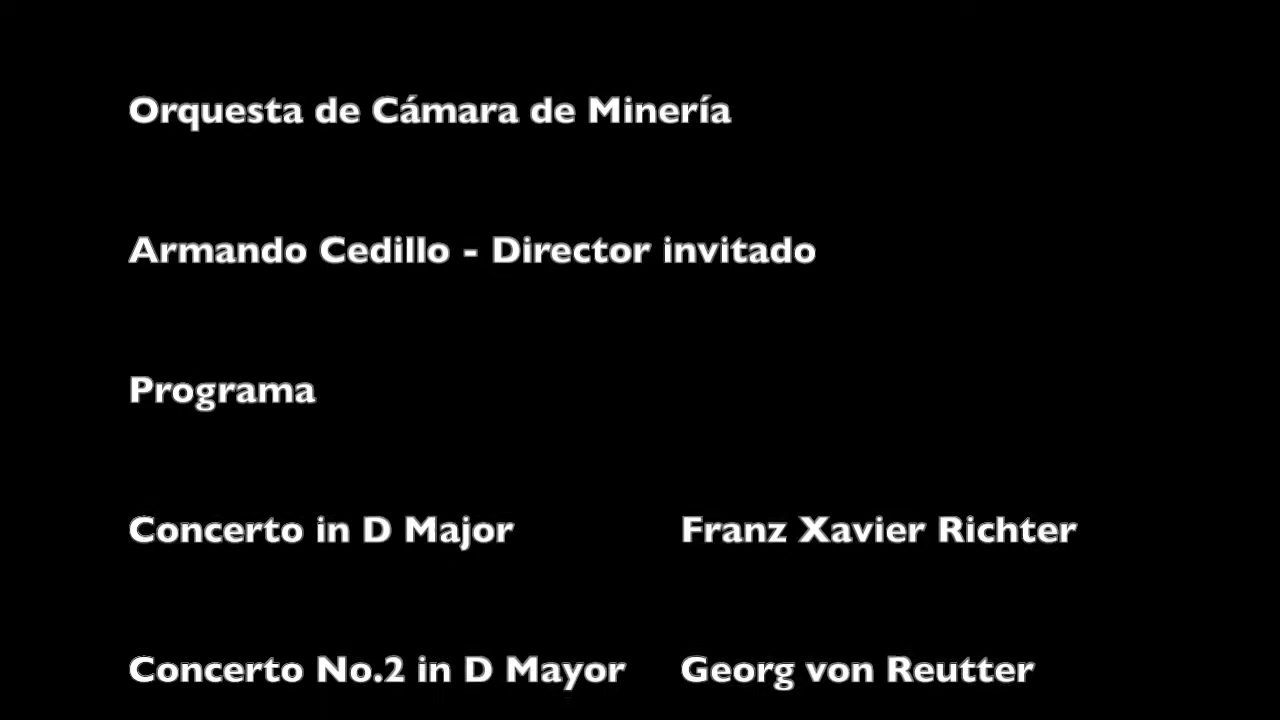 Orquesta de Cámara de Minería
Armando Cedillo - Director invitado
Programa
Concerto in D Major Franz Xavier Richter
Concerto No.2 in D Mayor Georg von Reutter